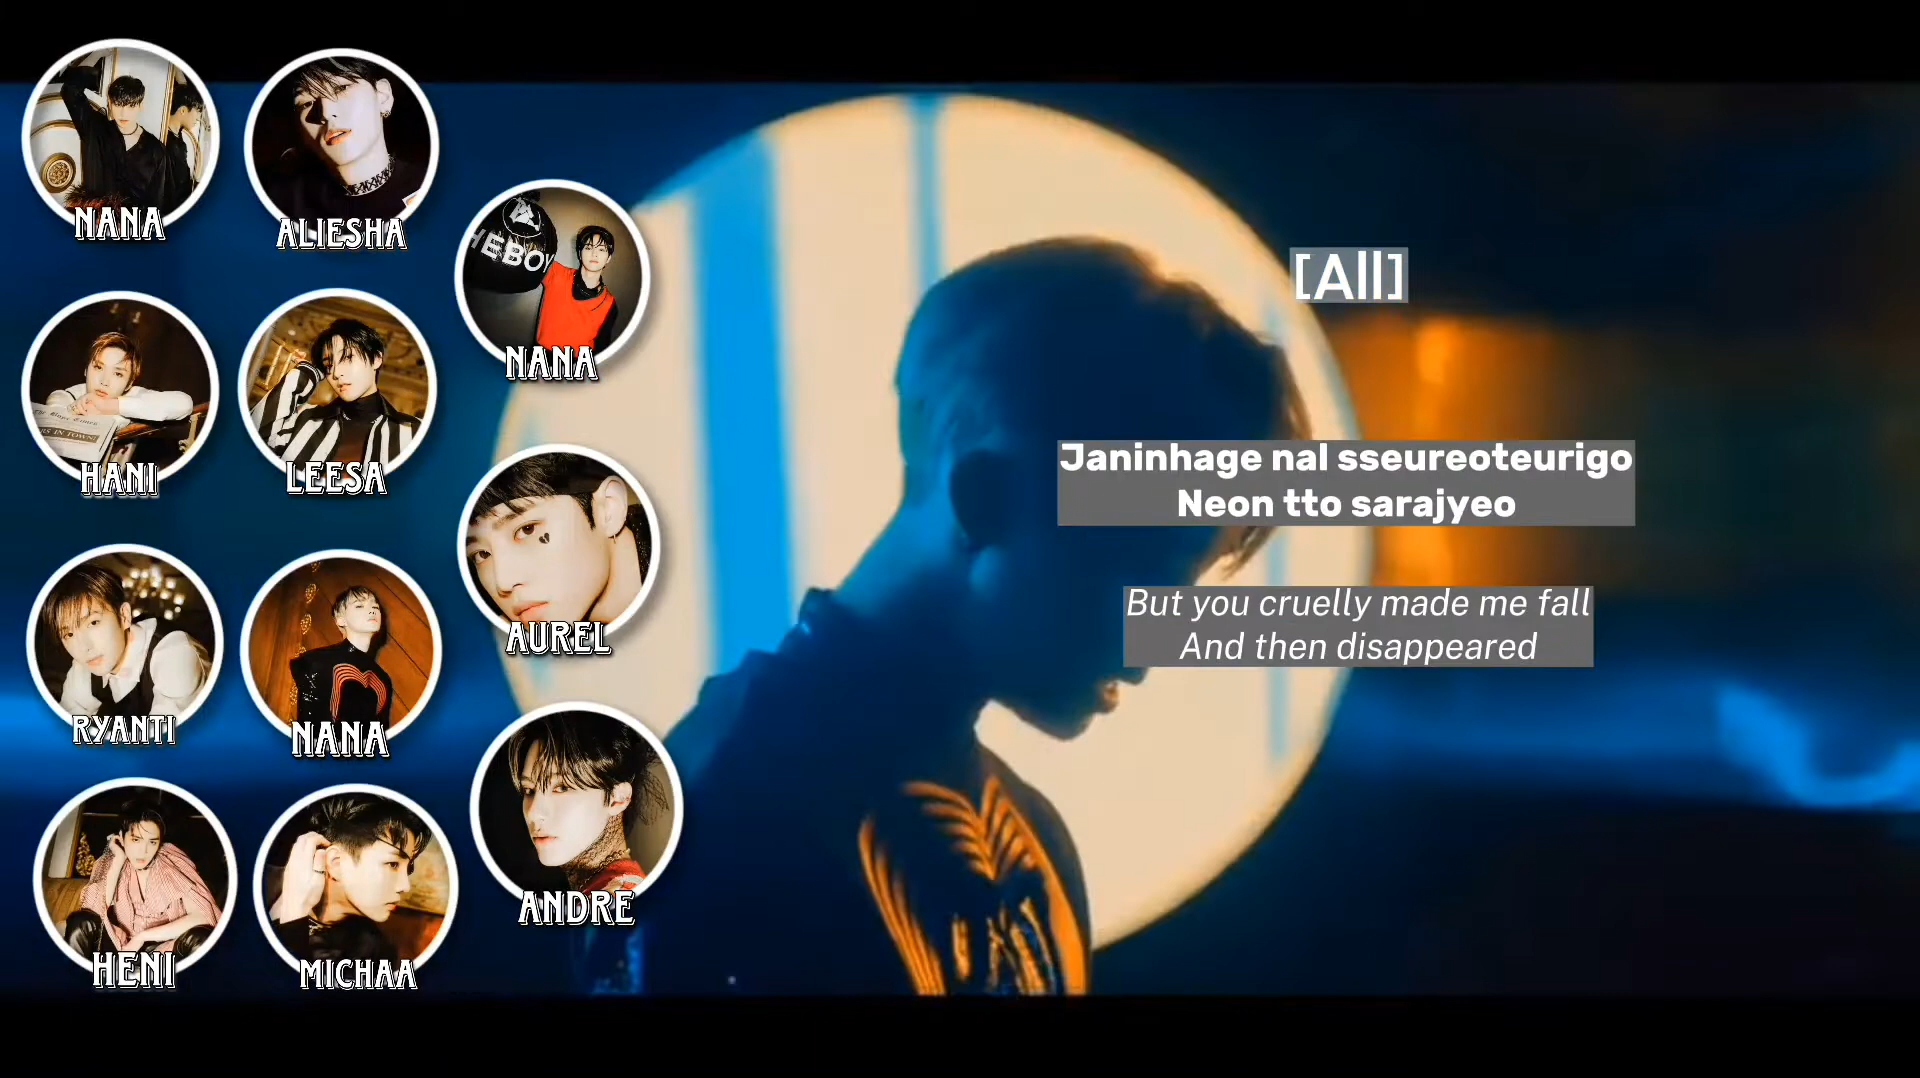 NANA
ALIESHA
HEBOY
NANA
HANI
LEESA
AUREL
RYANTI
NANA
ANDRE
HENI
MICHAA
[All]
Janinhage nal sseureoteurigo
Neon tto sarajyeo
But you cruelly made me fall
And then disappeared